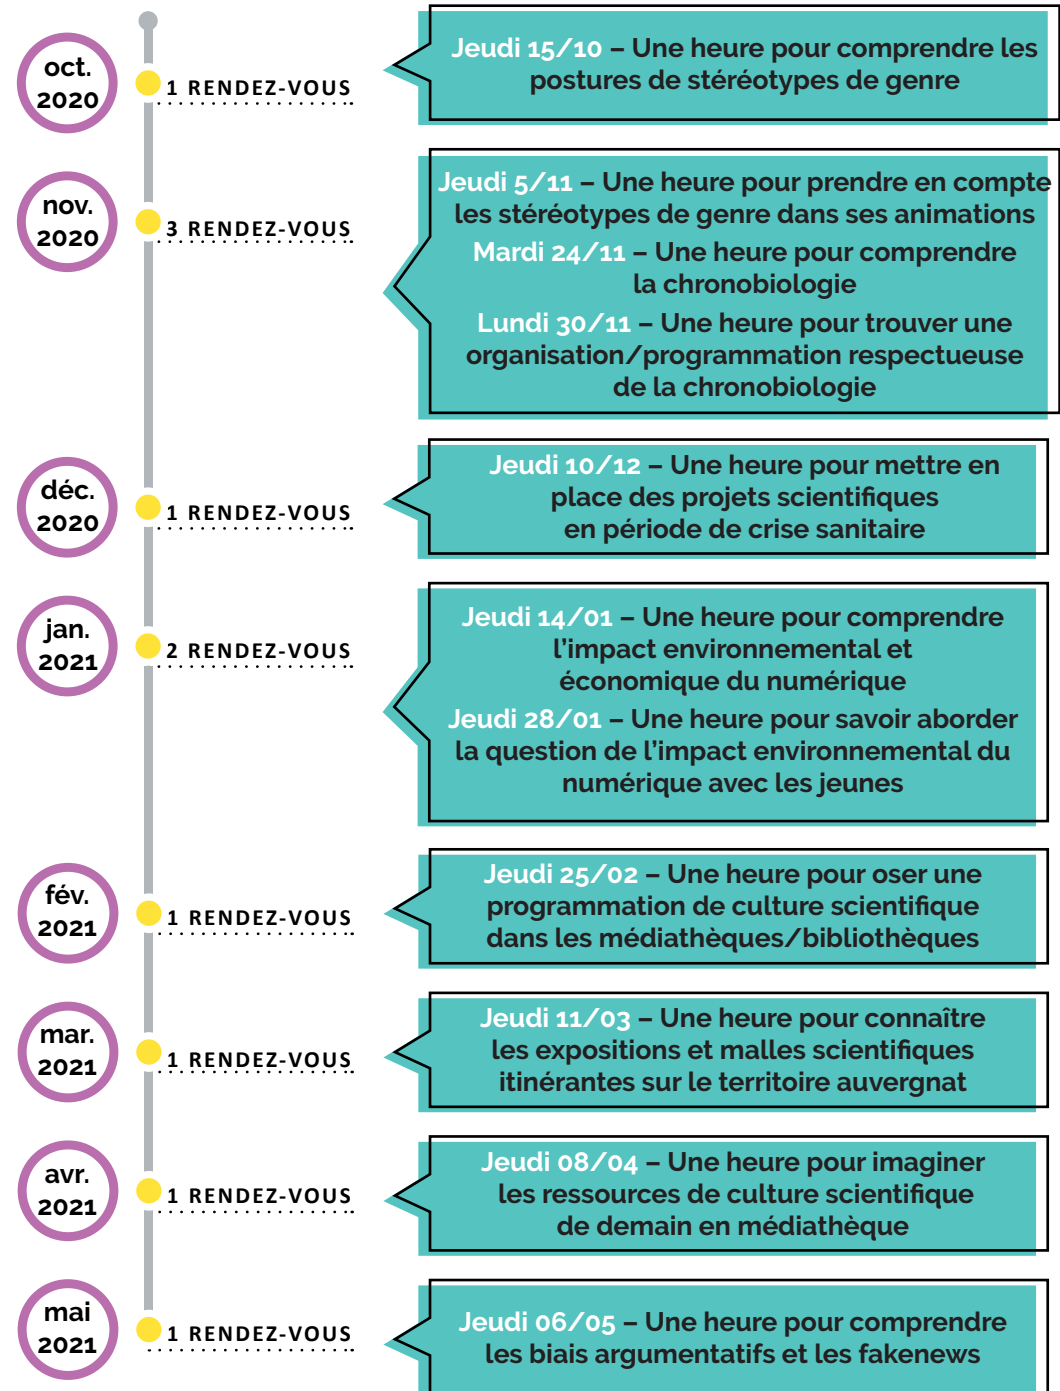 oct.
2020
1 RENDEZ-VOUS
Jeudi 15/10 – Une heure pour comprendre les
postures de stéréotypes de genre
nov.
2020
3 RENDEZ-VOUS
Jeudi 5/11 – Une heure pour prendre en compte
les stéréotypes de genre dans ses animations
Mardi 24/11 – Une heure pour comprendre
la chronobiologie
Lundi 30/11 – Une heure pour trouver une
organisation/programmation respectueuse
de la chronobiologie
déc.
2020
1 RENDEZ-VOUS
Jeudi 10/12 – Une heure pour mettre en
place des projets scientifiques
en période de crise sanitaire
jan.
2021
2 RENDEZ-VOUS
Jeudi 14/01 – Une heure pour comprendre
l’impact environnemental et
économique du numérique
Jeudi 28/01 – Une heure pour savoir aborder
la question de l’impact environnemental du
numérique avec les jeunes
fév.
2021
1 RENDEZ-VOUS
Jeudi 25/02 – Une heure pour oser une
programmation de culture scientifique
dans les médiathèques/bibliothèques
mar.
2021
1 RENDEZ-VOUS
Jeudi 11/03 – Une heure pour connaître
les expositions et malles scientifiques
itinérantes sur le territoire auvergnat
avr.
2021
1 RENDEZ-VOUS
Jeudi 08/04 – Une heure pour imaginer
les ressources de culture scientifique
de demain en médiathèque
mai
2021
1 RENDEZ-VOUS
Jeudi 06/05 – Une heure pour comprendre
les biais argumentatifs et les fakenews